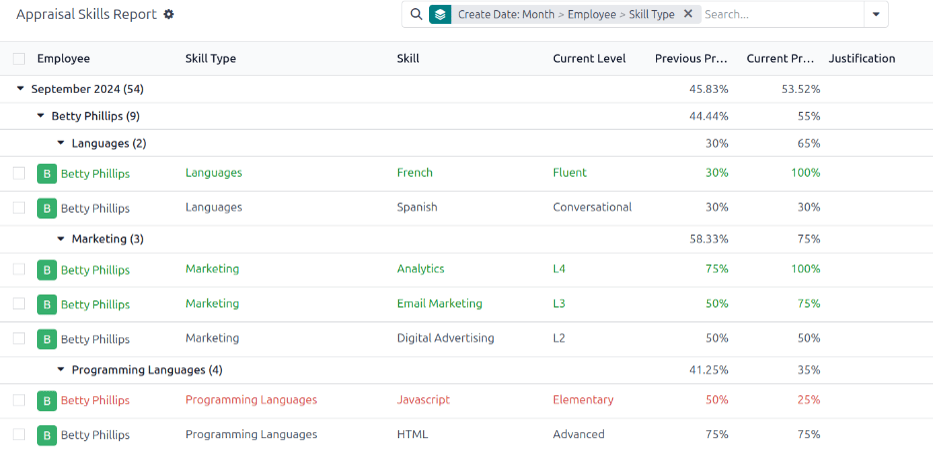 Appraisal Skills Report
Create Date: Month > Employee > Skill Type Search...
Employee Skill Type Skill Current Level Previous Pr... Current Pr... Justification
September 2024 (54) 45.83% 53.52%
Betty Phillips (9) 44.44% 55%
Languages (2) 30% 65%
B Betty Phillips Languages French Fluent 30% 100%
B Betty Phillips Languages Spanish Conversational 30% 30%
Marketing (3) 58.33% 75%
B Betty Phillips Marketing Analytics L4 75% 100%
B Betty Phillips Marketing Email Marketing L3 50% 75%
B Betty Phillips Marketing Digital Advertising L2 50% 50%
Programming Languages (4) 41.25% 35%
B Betty Phillips Programming Languages Javascript Elementary 50% 25%
B Betty Phillips Programming Languages HTML Advanced 75% 75%